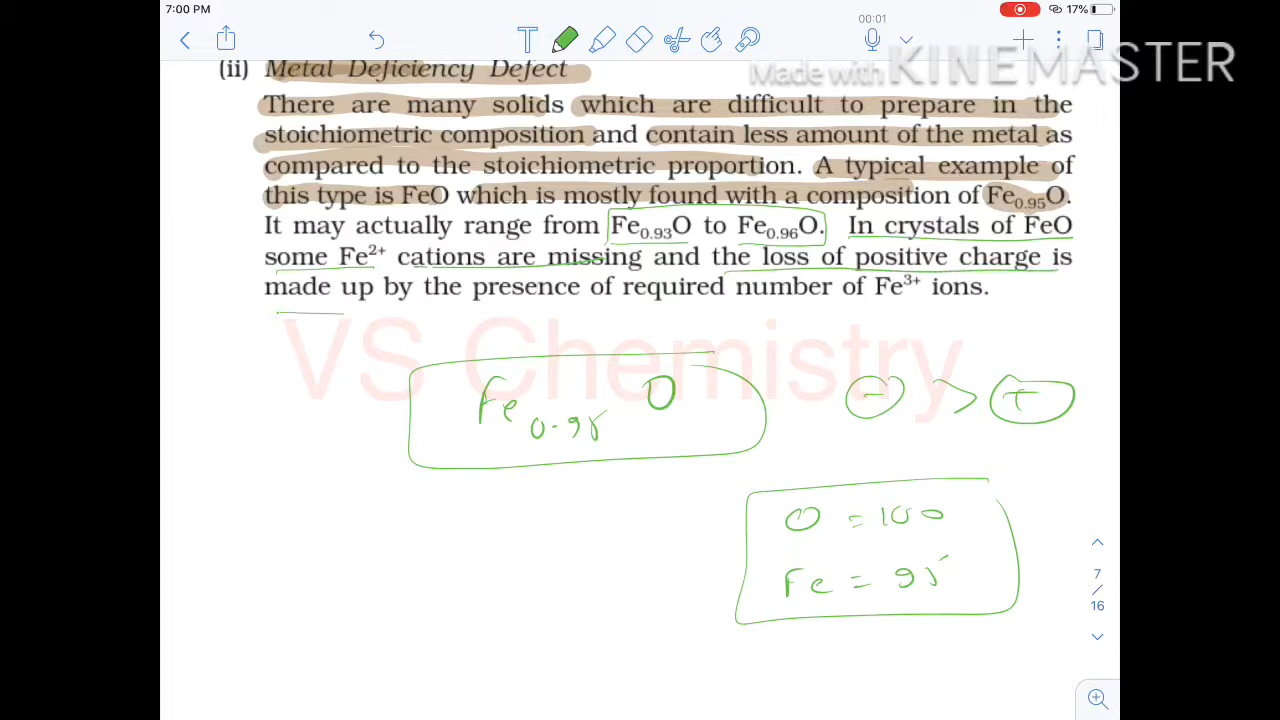 7:00 PM
17%
00:01
Made with KINEMASTER
(ii) Metal Deficiency Defect
There are many solids which are difficult to prepare in the
stoichiometric composition and contain less amount of the metal as
compared to the stoichiometric proportion. A typical example of
this type is FeO which is mostly found with a composition of Fe0.95O.
It may actually range from Fe0.93O to Fe0.96O. In crystals of FeO
some Fe2+ cations are missing and the loss of positive charge is
made up by the presence of required number of Fe3+ ions.
VS Chemistry
Fe0.95 O
- > +
O = 100
Fe = 95
7
/
16